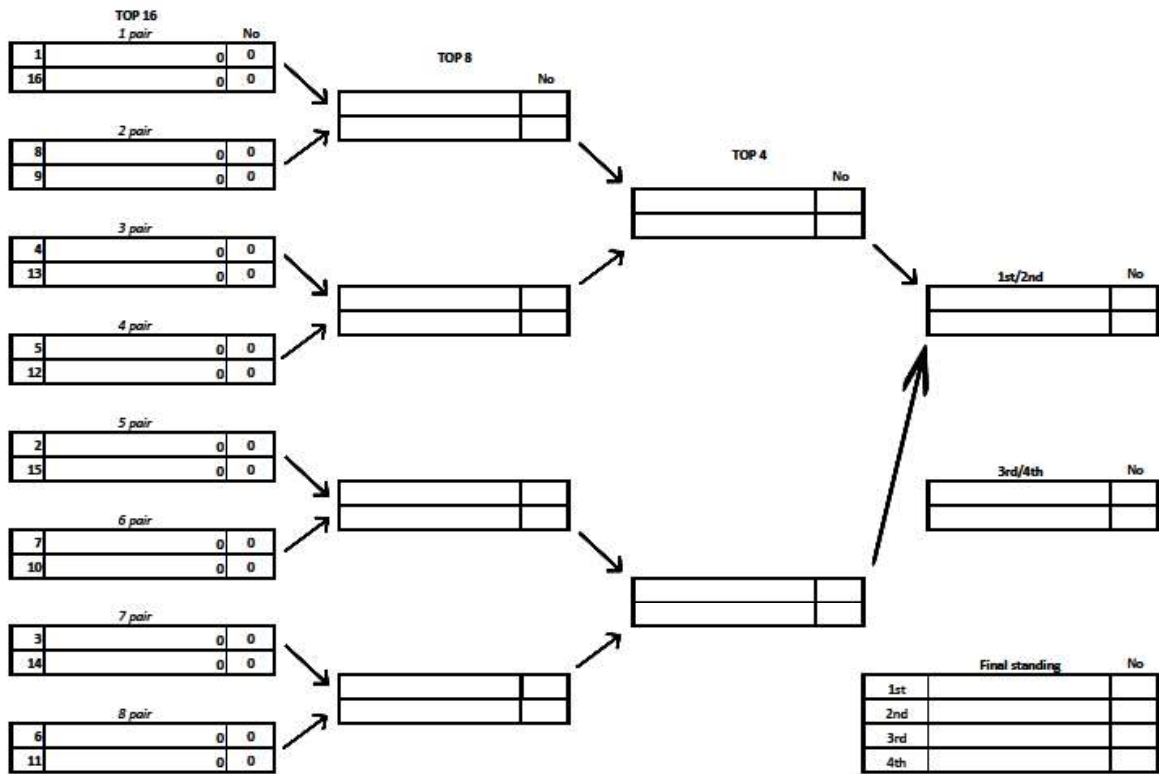 TOP 16
1 pair No
1 0 0
16 0 0
2 pair
8 0 0
9 0 0
3 pair
4 0 0
13 0 0
4 pair
5 0 0
12 0 0
5 pair
2 0 0
15 0 0
6 pair
7 0 0
10 0 0
7 pair
3 0 0
14 0 0
8 pair
6 0 0
11 0 0
TOP 8
No
TOP 4
No
1st/2nd No
3rd/4th No
Final standing No
1st
2nd
3rd
4th